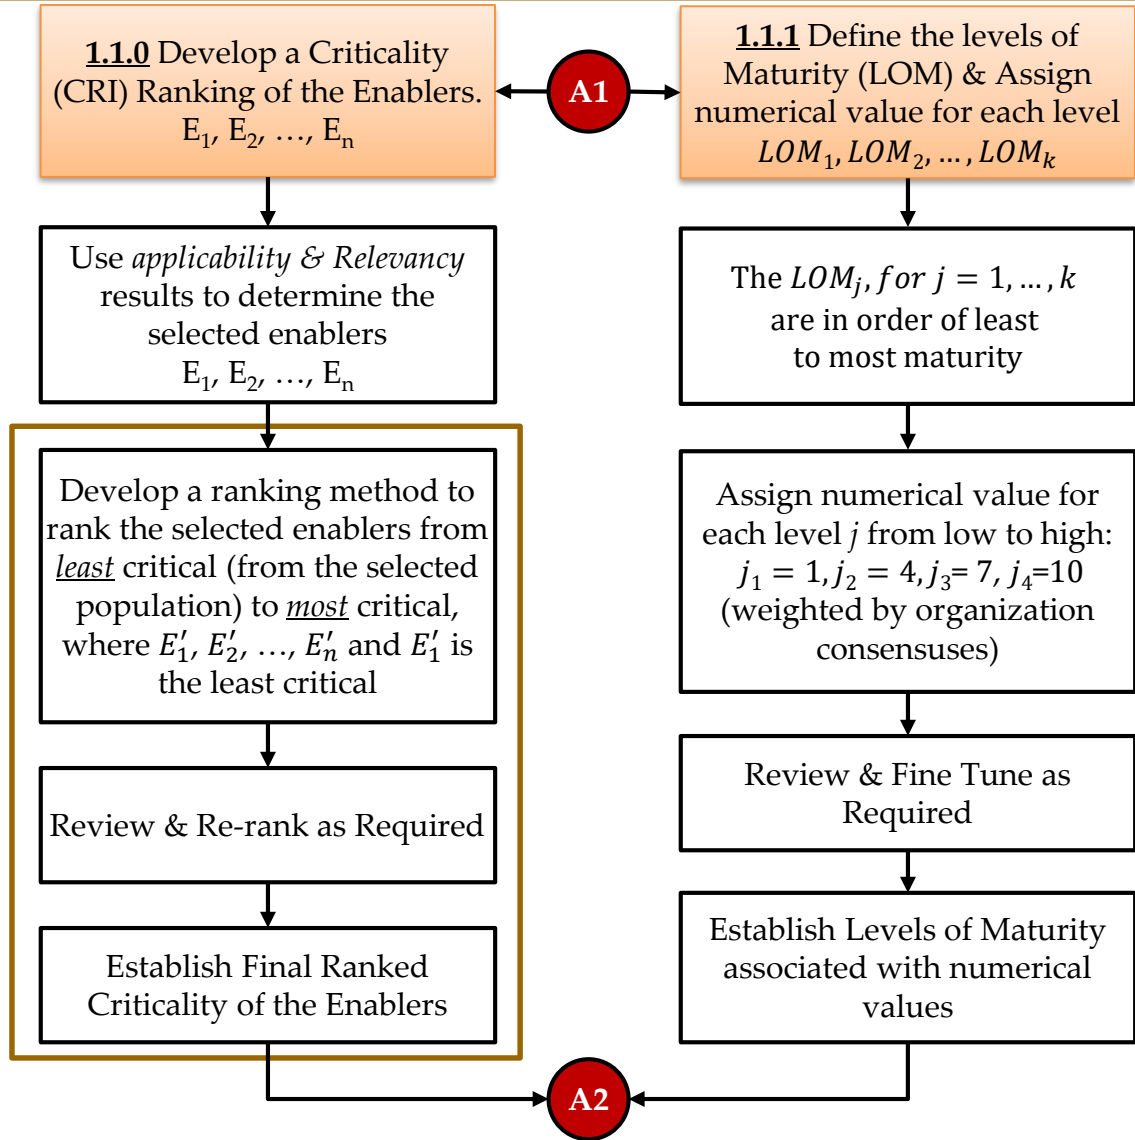 1.1.0 Develop a Criticality
(CRI) Ranking of the Enablers.
E₁, E₂, …, Eₙ
A1
1.1.1 Define the levels of
Maturity (LOM) & Assign
numerical value for each level
LOM₁, LOM₂, … , LOMₖ
Use applicability & Relevancy
results to determine the
selected enablers
E₁, E₂, …, Eₙ
The LOMⱼ, for j = 1, … , k
are in order of least
to most maturity
Develop a ranking method to
rank the selected enablers from
least critical (from the selected
population) to most critical,
where E′₁, E′₂, …, E′ₙ and E′₁ is
the least critical
Assign numerical value for
each level j from low to high:
j₁ = 1, j₂ = 4, j₃= 7, j₄=10
(weighted by organization
consensuses)
Review & Re-rank as Required
Review & Fine Tune as
Required
Establish Final Ranked
Criticality of the Enablers
Establish Levels of Maturity
associated with numerical
values
A2